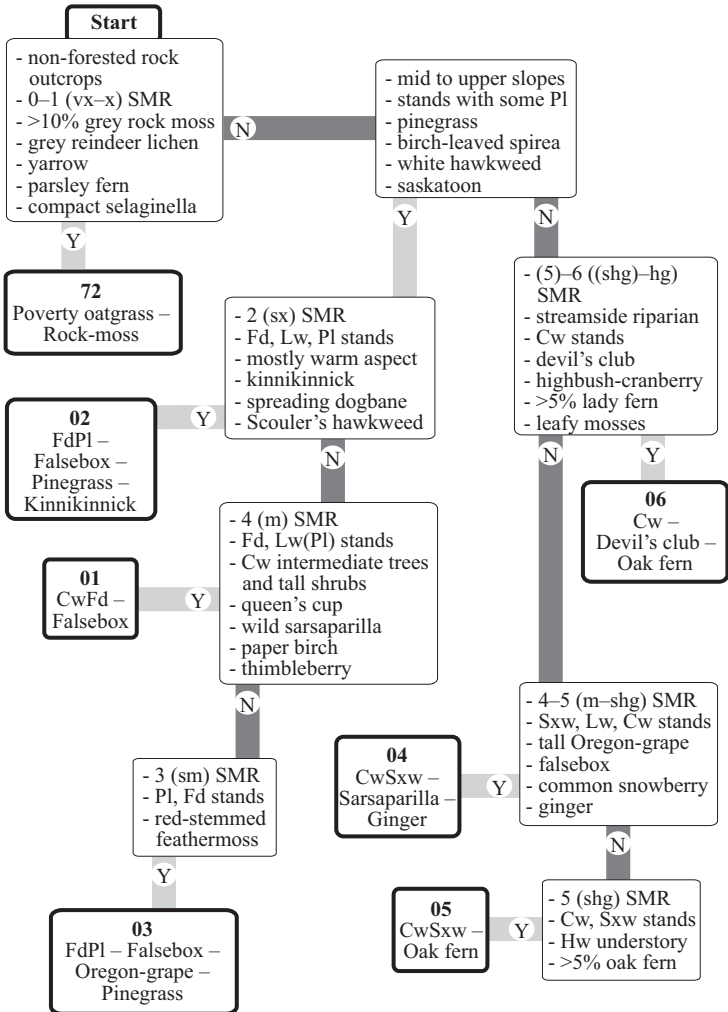 Start
- non-forested rock
outcrops
- 0–1 (vx–x) SMR
- >10% grey rock moss
- grey reindeer lichen
- yarrow
- parsley fern
- compact selaginella
N
- mid to upper slopes
- stands with some Pl
- pinegrass
- birch-leaved spirea
- white hawkweed
- saskatoon
Y
Y
N
72
Poverty oatgrass –
Rock-moss
- 2 (sx) SMR
- Fd, Lw, Pl stands
- mostly warm aspect
- kinnikinnick
- spreading dogbane
- Scouler's hawkweed
- (5)–6 ((shg)–hg)
SMR
- streamside riparian
- Cw stands
- devil's club
- highbush-cranberry
- >5% lady fern
- leafy mosses
Y
02
FdPl –
Falsebox –
Pinegrass –
Kinnikinnick
N
N
Y
06
Cw –
Devil's club –
Oak fern
- 4 (m) SMR
- Fd, Lw(Pl) stands
- Cw intermediate trees
and tall shrubs
- queen's cup
- wild sarsaparilla
- paper birch
- thimbleberry
Y
01
CwFd –
Falsebox
N
- 4–5 (m–shg) SMR
- Sxw, Lw, Cw stands
- tall Oregon-grape
- falsebox
- common snowberry
- ginger
Y
04
CwSxw –
Sarsaparilla –
Ginger
- 3 (sm) SMR
- Pl, Fd stands
- red-stemmed
feathermoss
N
Y
- 5 (shg) SMR
- Cw, Sxw stands
- Hw understory
- >5% oak fern
Y
05
CwSxw –
Oak fern
03
FdPl – Falsebox –
Oregon-grape –
Pinegrass